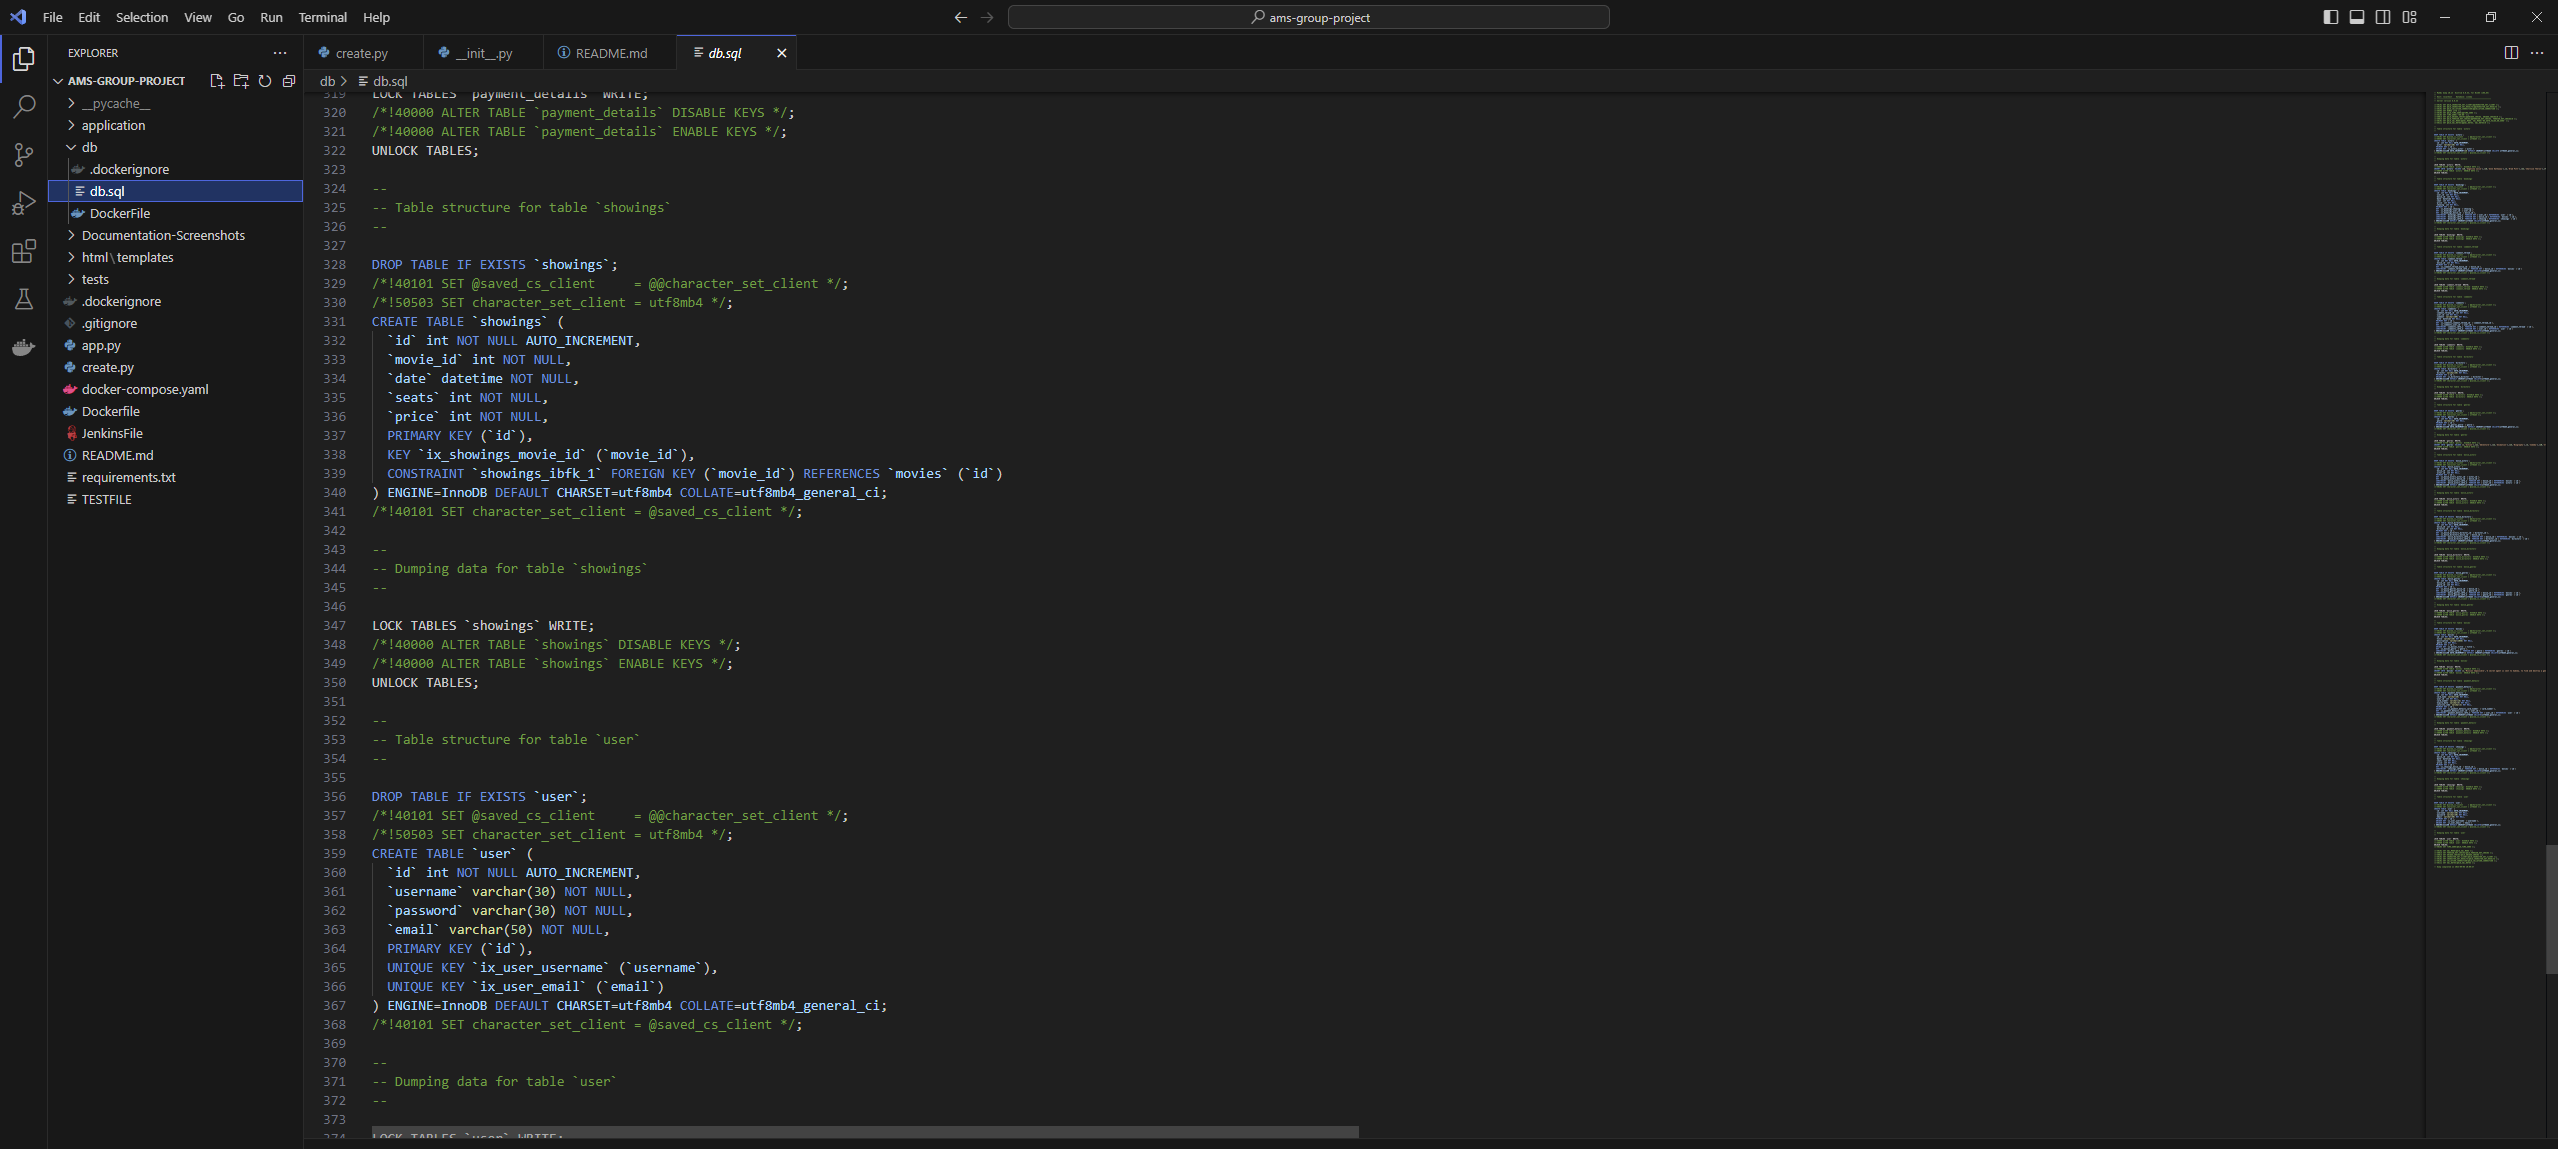 File Edit Selection View Go Run Terminal Help
ams-group-project
EXPLORER
AMS-GROUP-PROJECT
__pycache__
application
db
.dockerignore
db.sql
DockerFile
Documentation-Screenshots
html\templates
tests
.dockerignore
.gitignore
app.py
create.py
docker-compose.yaml
Dockerfile
JenkinsFile
README.md
requirements.txt
TESTFILE
create.py __init__.py README.md db.sql
db > db.sql
319 LOCK TABLES `payment_details` WRITE;
320 /*!40000 ALTER TABLE `payment_details` DISABLE KEYS */;
321 /*!40000 ALTER TABLE `payment_details` ENABLE KEYS */;
322 UNLOCK TABLES;
323
324 --
325 -- Table structure for table `showings`
326 --
327
328 DROP TABLE IF EXISTS `showings`;
329 /*!40101 SET @saved_cs_client     = @@character_set_client */;
330 /*!50503 SET character_set_client = utf8mb4 */;
331 CREATE TABLE `showings` (
332   `id` int NOT NULL AUTO_INCREMENT,
333   `movie_id` int NOT NULL,
334   `date` datetime NOT NULL,
335   `seats` int NOT NULL,
336   `price` int NOT NULL,
337   PRIMARY KEY (`id`),
338   KEY `ix_showings_movie_id` (`movie_id`),
339   CONSTRAINT `showings_ibfk_1` FOREIGN KEY (`movie_id`) REFERENCES `movies` (`id`)
340 ) ENGINE=InnoDB DEFAULT CHARSET=utf8mb4 COLLATE=utf8mb4_general_ci;
341 /*!40101 SET character_set_client = @saved_cs_client */;
342
343 --
344 -- Dumping data for table `showings`
345 --
346
347 LOCK TABLES `showings` WRITE;
348 /*!40000 ALTER TABLE `showings` DISABLE KEYS */;
349 /*!40000 ALTER TABLE `showings` ENABLE KEYS */;
350 UNLOCK TABLES;
351
352 --
353 -- Table structure for table `user`
354 --
355
356 DROP TABLE IF EXISTS `user`;
357 /*!40101 SET @saved_cs_client     = @@character_set_client */;
358 /*!50503 SET character_set_client = utf8mb4 */;
359 CREATE TABLE `user` (
360   `id` int NOT NULL AUTO_INCREMENT,
361   `username` varchar(30) NOT NULL,
362   `password` varchar(30) NOT NULL,
363   `email` varchar(50) NOT NULL,
364   PRIMARY KEY (`id`),
365   UNIQUE KEY `ix_user_username` (`username`),
366   UNIQUE KEY `ix_user_email` (`email`)
367 ) ENGINE=InnoDB DEFAULT CHARSET=utf8mb4 COLLATE=utf8mb4_general_ci;
368 /*!40101 SET character_set_client = @saved_cs_client */;
369
370 --
371 -- Dumping data for table `user`
372 --
373
374 LOCK TABLES `user` WRITE;